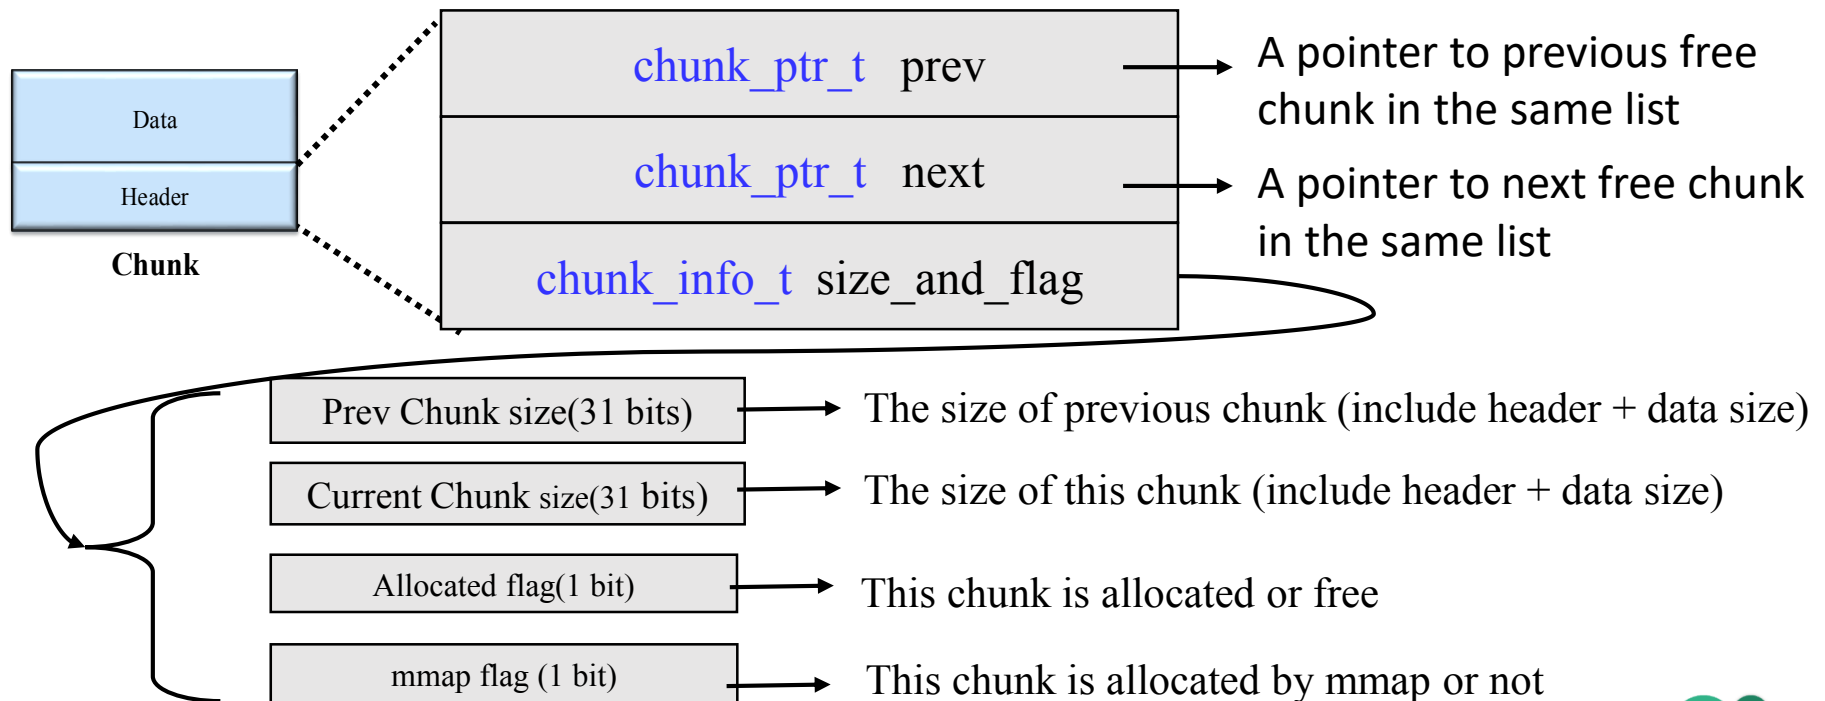 chunk_ptr_t prev
A pointer to previous free
chunk in the same list
Data
Header
Chunk
chunk_ptr_t next
A pointer to next free chunk
in the same list
chunk_info_t size_and_flag
Prev Chunk size(31 bits)
The size of previous chunk (include header + data size)
Current Chunk size(31 bits)
The size of this chunk (include header + data size)
Allocated flag(1 bit)
This chunk is allocated or free
mmap flag (1 bit)
This chunk is allocated by mmap or not